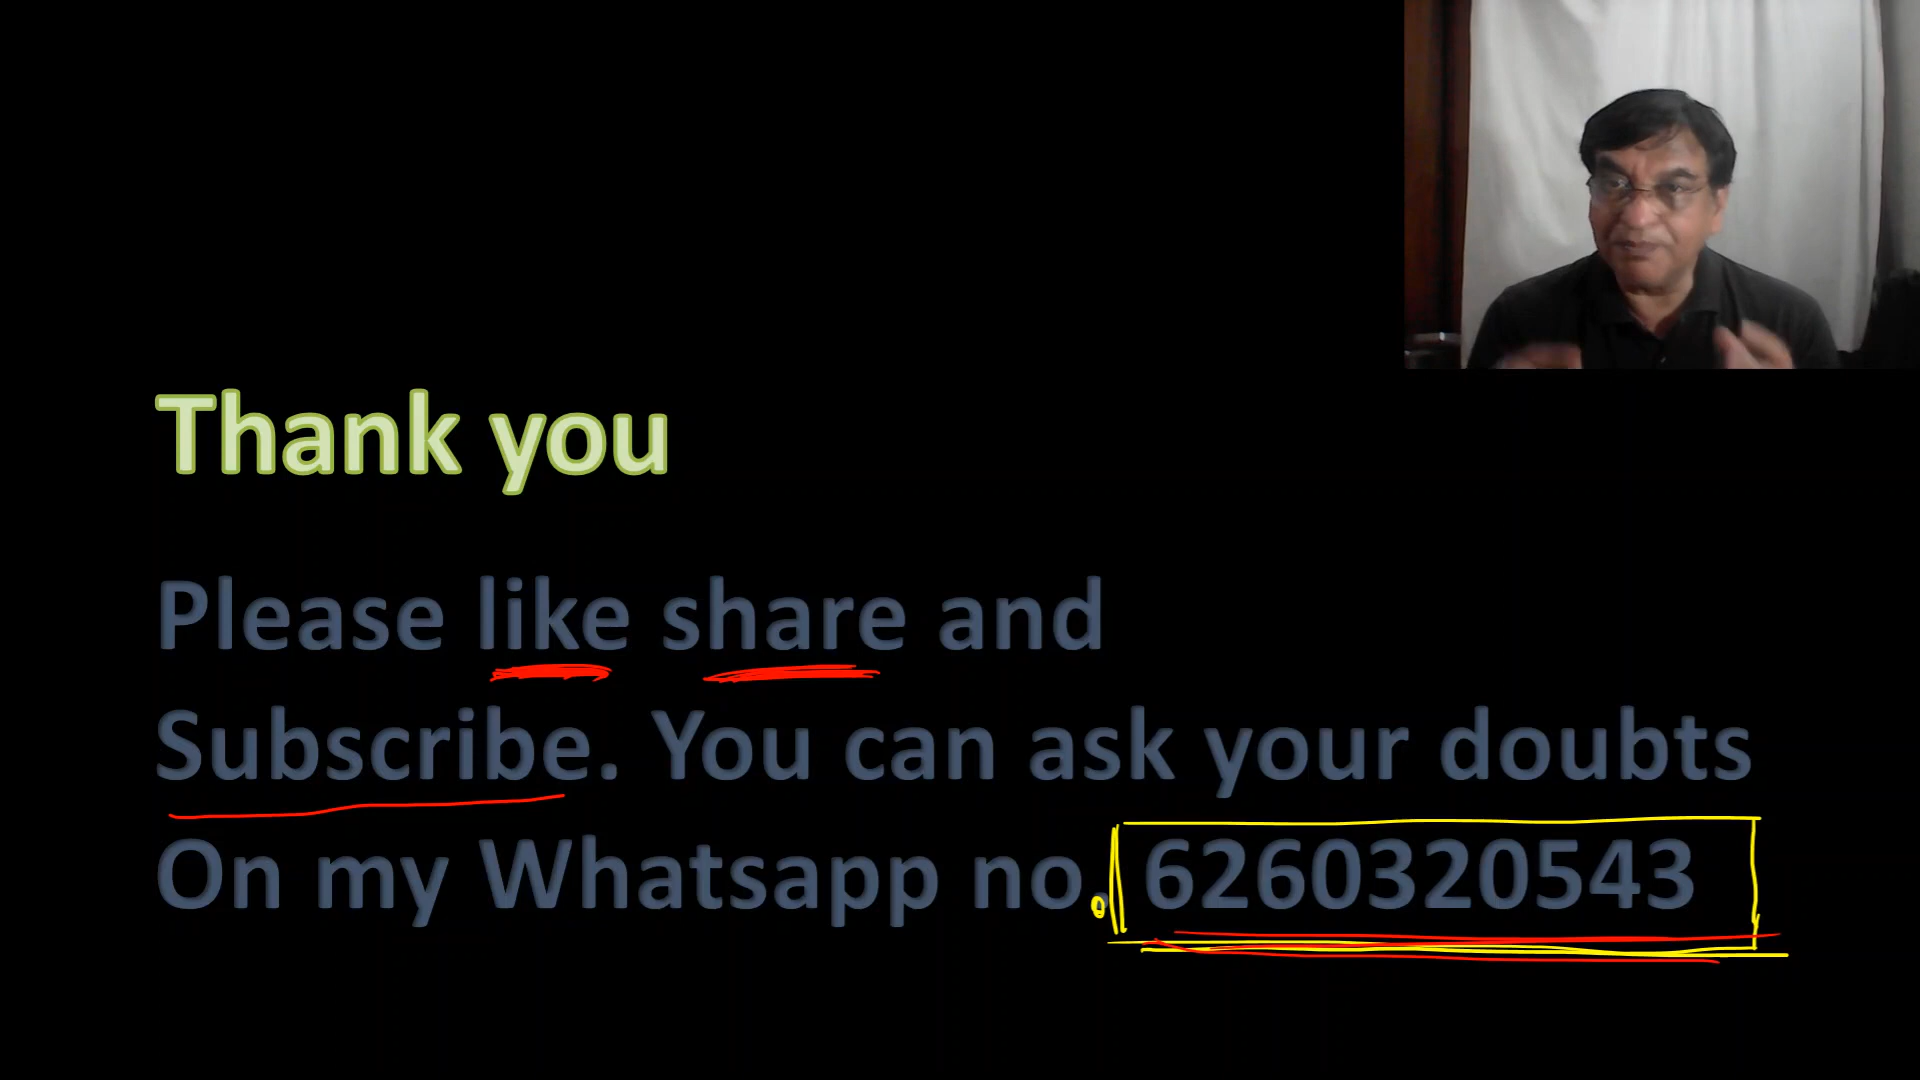 Thank you
Please like share and
Subscribe. You can ask your doubts
On my Whatsapp no. 6260320543